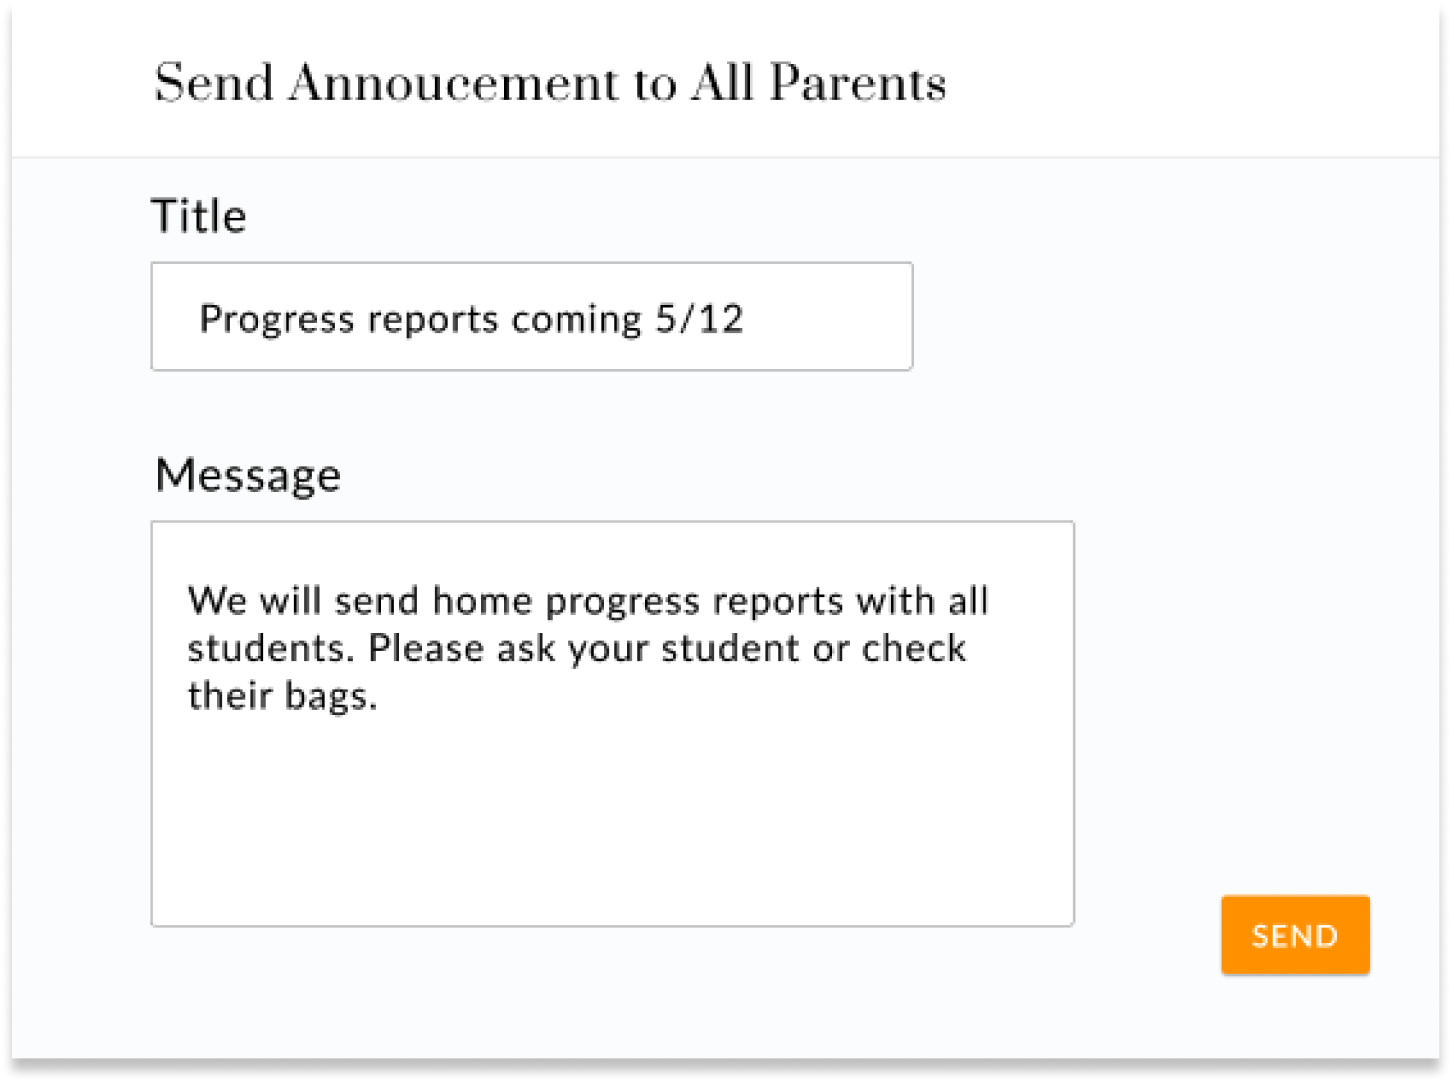 Send Annoucement to All Parents
Title
Progress reports coming 5/12
Message
We will send home progress reports with all
students. Please ask your student or check
their bags.
SEND